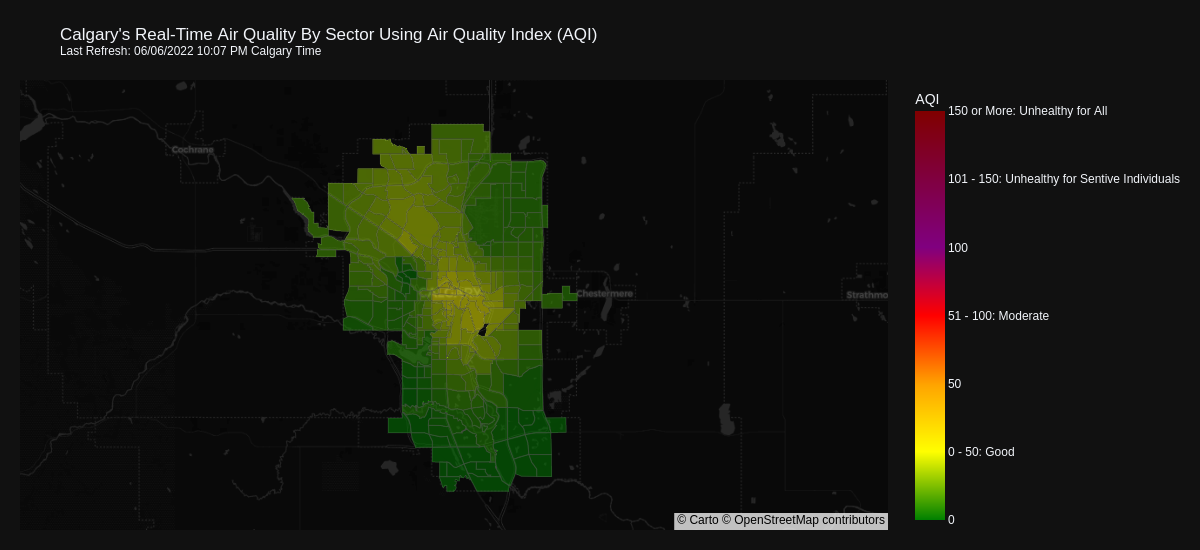 Calgary's Real-Time Air Quality By Sector Using Air Quality Index (AQI)
Last Refresh: 06/06/2022 10:07 PM Calgary Time
AQI
150 or More: Unhealthy for All
Cochrane
101 - 150: Unhealthy for Sentive Individuals
100
Chestermere
Strathmo
51 - 100: Moderate
50
0 - 50: Good
0
© Carto © OpenStreetMap contributors